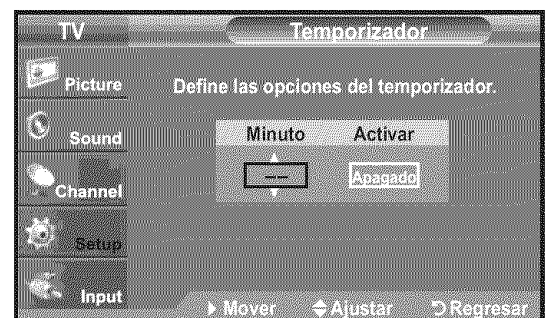 TV
Temporizador
Picture
Sound
Channel
Setup
Input
Define las opciones del temporizador.
Minuto Activar
-- Apagado
Mover Ajustar Regresar